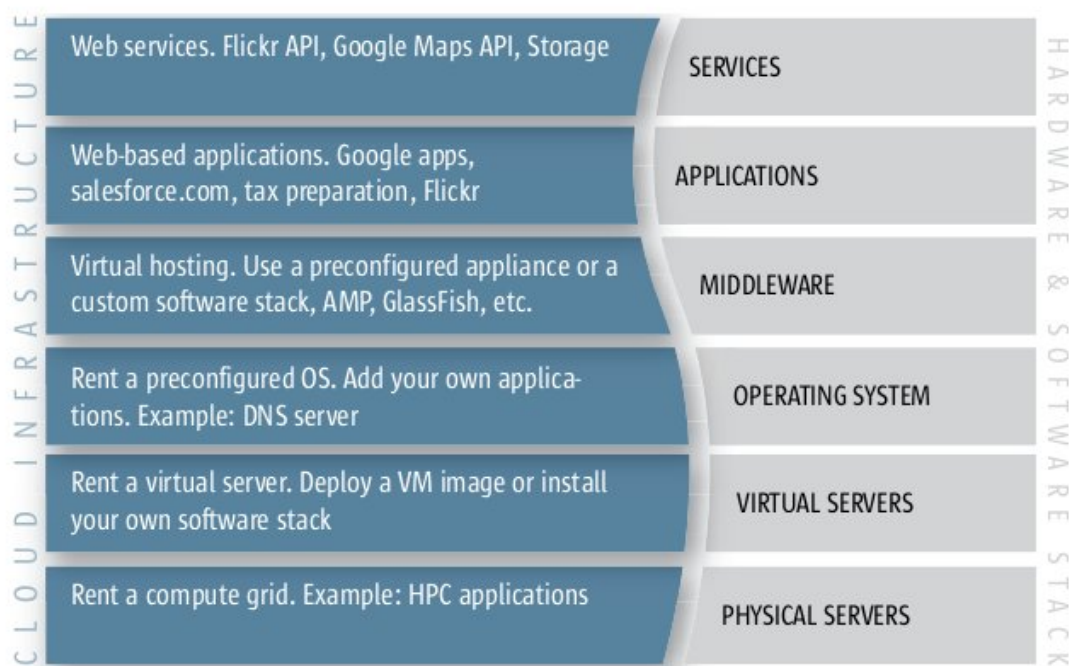 CLOUD INFRASTRUCTURE
Web services. Flickr API, Google Maps API, Storage
SERVICES
Web-based applications. Google apps,
salesforce.com, tax preparation, Flickr
APPLICATIONS
Virtual hosting. Use a preconfigured appliance or a
custom software stack, AMP, GlassFish, etc.
MIDDLEWARE
Rent a preconfigured OS. Add your own applica-
tions. Example: DNS server
OPERATING SYSTEM
Rent a virtual server. Deploy a VM image or install
your own software stack
VIRTUAL SERVERS
Rent a compute grid. Example: HPC applications
PHYSICAL SERVERS
HARDWARE & SOFTWARE STACK